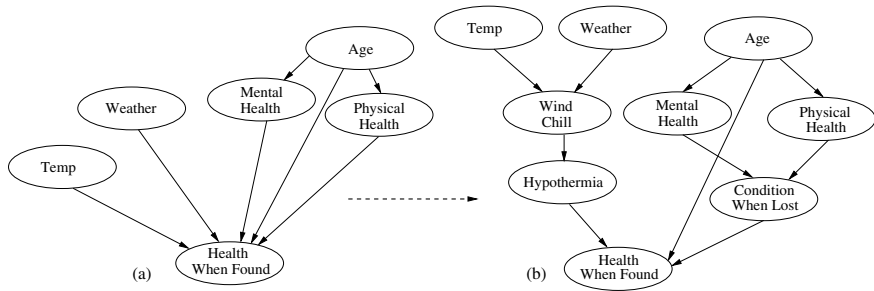 Age
Mental
Health
Weather
Physical
Health
Temp
Health
When Found
(a)
Temp
Weather
Age
Wind
Chill
Mental
Health
Physical
Health
Hypothermia
Condition
When Lost
Health
When Found
(b)